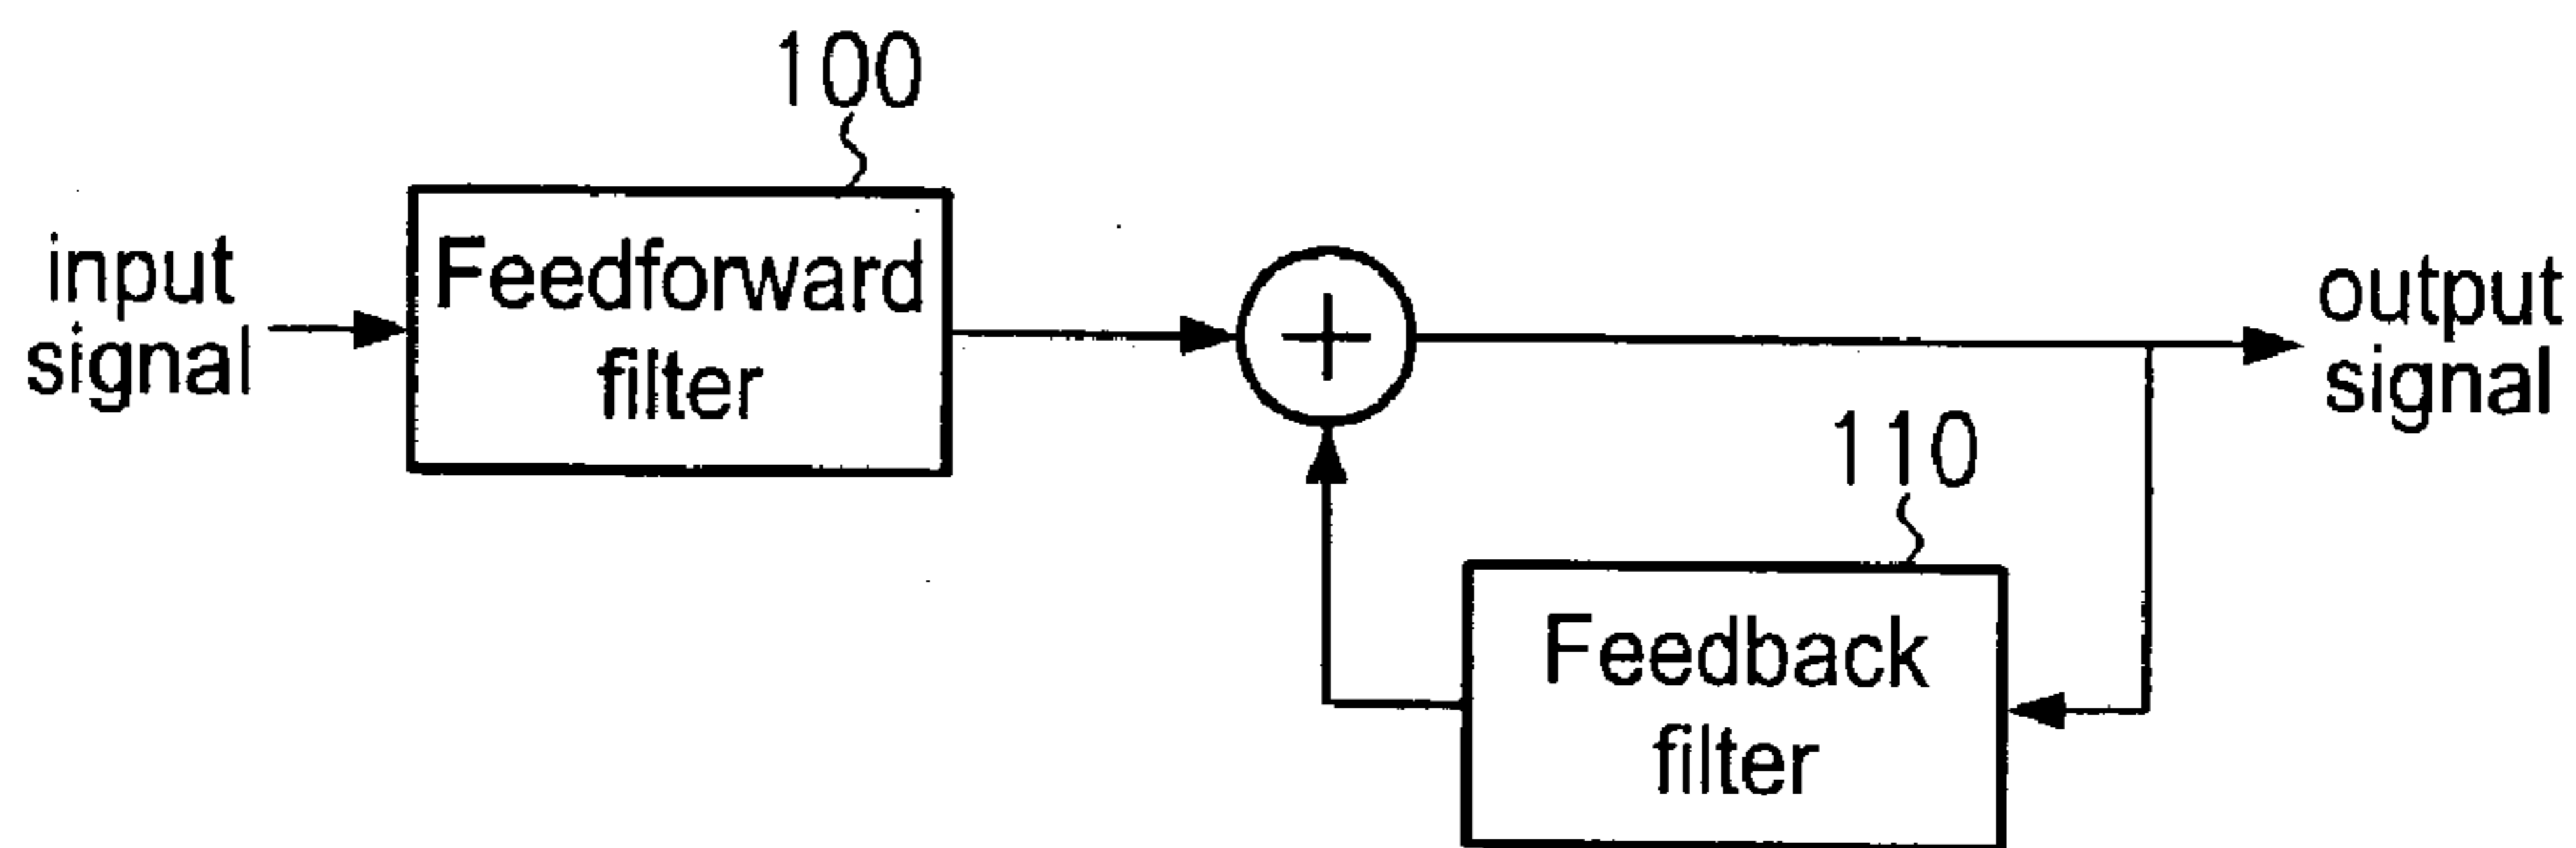 100
input
signal
Feedforward
filter
+
output
signal
110
Feedback
filter